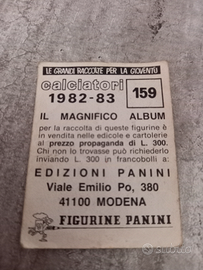 LE GRANDI RACCOLTE PER LA GIOVENTÙ
calciatori
1982-83
159
IL MAGNIFICO ALBUM
per la raccolta di queste figurine è
in vendita nelle edicole e cartolerie
al prezzo propaganda di L. 300.
Chi non lo trovasse può richiederlo
inviando L. 300 in francobolli a:
EDIZIONI PANINI
Viale Emilio Po, 380
41100 MODENA
FIGURINE PANINI